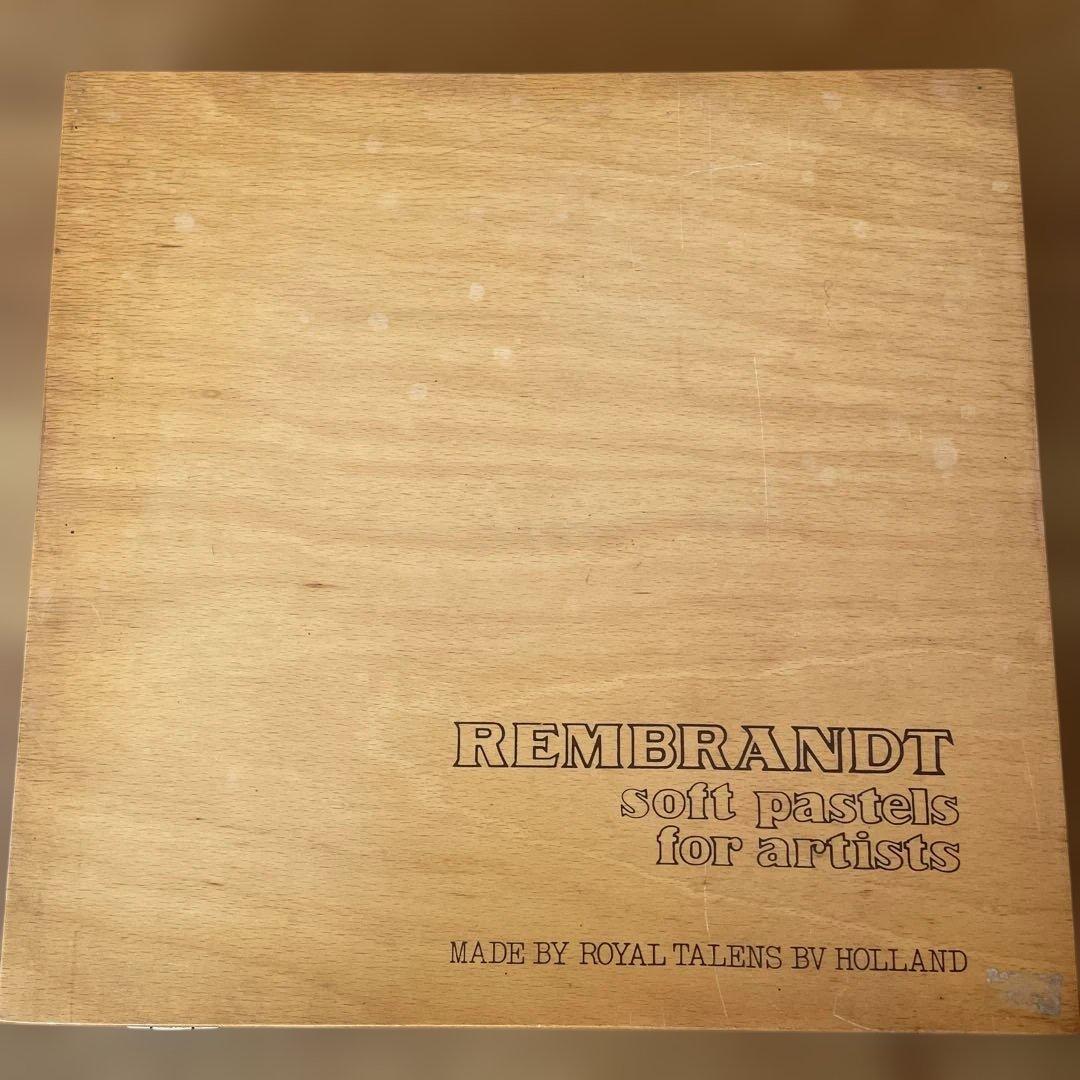 REMBRANDT
soft pastels
for artists
MADE BY ROYAL TALENS BV HOLLAND